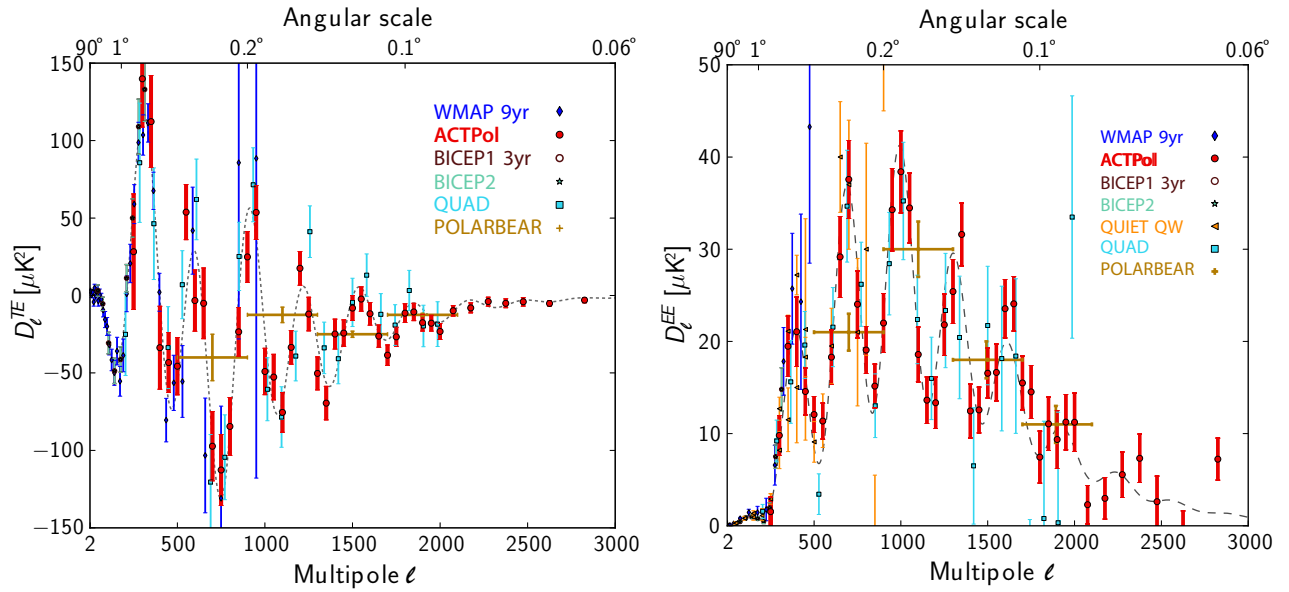 Angular scale
90° 1° 0.2° 0.1° 0.06°
150
100
50
0
−50
−100
−150
D_ℓ^{TE} [μK²]
WMAP 9yr
ACTPol
BICEP1 3yr
BICEP2
QUAD
POLARBEAR
2 500 1000 1500 2000 2500 3000
Multipole ℓ
Angular scale
90° 1° 0.2° 0.1° 0.06°
50
40
30
20
10
0
D_ℓ^{EE} [μK²]
WMAP 9yr
ACTPol
BICEP1 3yr
BICEP2
QUIET QW
QUAD
POLARBEAR
2 500 1000 1500 2000 2500 3000
Multipole ℓ